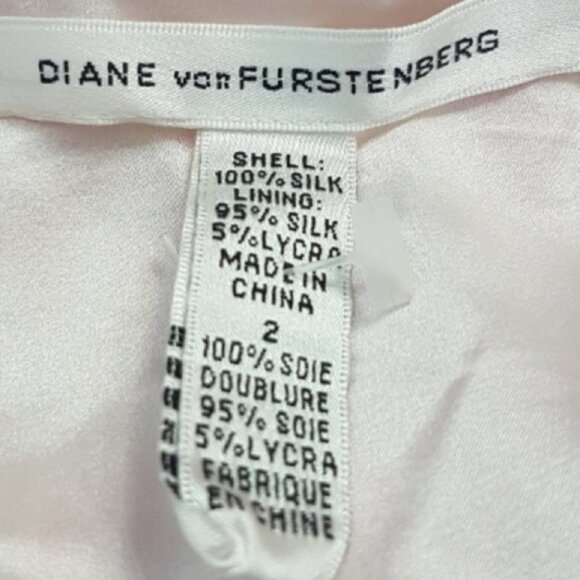 DIANE von FURSTENBERG
SHELL:
100% SILK
LINING:
95% SILK
5% LYCRA
MADE IN
CHINA
2
100% SOIE
DOUBLURE
95% SOIE
5% LYCRA
FABRIQUE
EN CHINE